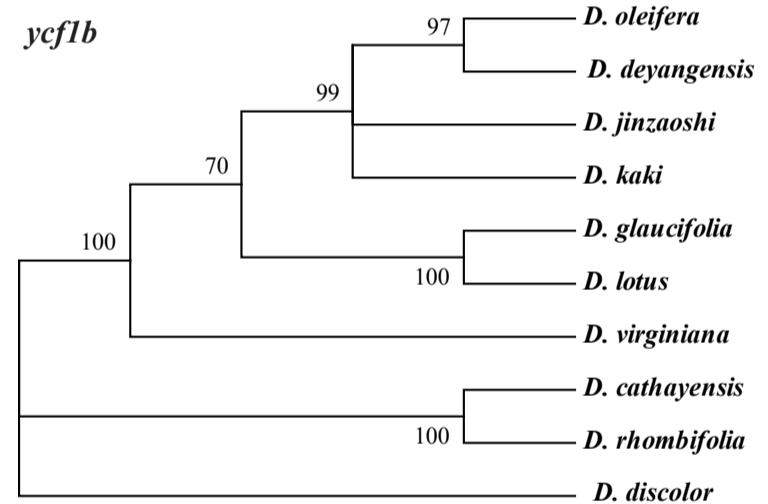 ycf1b
97
D. oleifera
D. deyangensis
99
D. jinzaoshi
70
D. kaki
D. glaucifolia
100
100
D. lotus
D. virginiana
D. cathayensis
100
D. rhombifolia
D. discolor